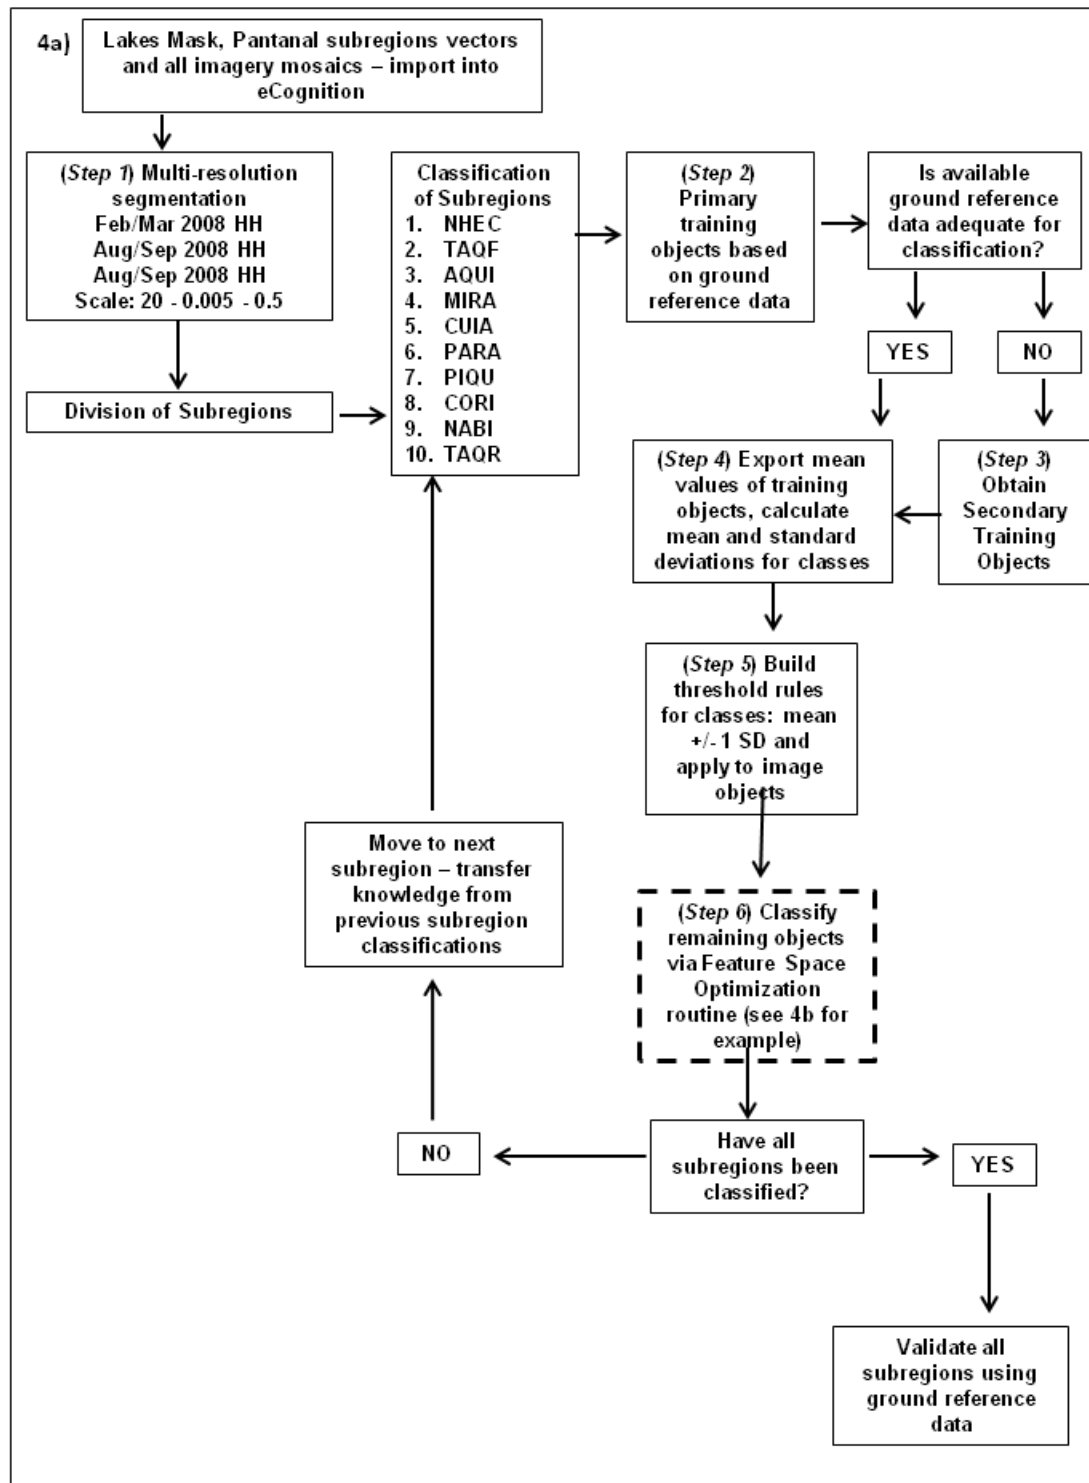 4a)
Lakes Mask, Pantanal subregions vectors
and all imagery mosaics – import into
eCognition
(Step 1) Multi-resolution
segmentation
Feb/Mar 2008 HH
Aug/Sep 2008 HH
Aug/Sep 2008 HH
Scale: 20 - 0.005 - 0.5
Division of Subregions
Classification
of Subregions
1. NHEC
2. TAQF
3. AQUI
4. MIRA
5. CUIA
6. PARA
7. PIQU
8. CORI
9. NABI
10. TAQR
(Step 2)
Primary
training
objects based
on ground
reference data
Is available
ground reference
data adequate for
classification?
YES
NO
(Step 3)
Obtain
Secondary
Training
Objects
(Step 4) Export mean
values of training
objects, calculate
mean and standard
deviations for classes
(Step 5) Build
threshold rules
for classes: mean
+/- 1 SD and
apply to image
objects
(Step 6) Classify
remaining objects
via Feature Space
Optimization
routine (see 4b for
example)
Have all
subregions been
classified?
NO
Move to next
subregion – transfer
knowledge from
previous subregion
classifications
YES
Validate all
subregions using
ground reference
data